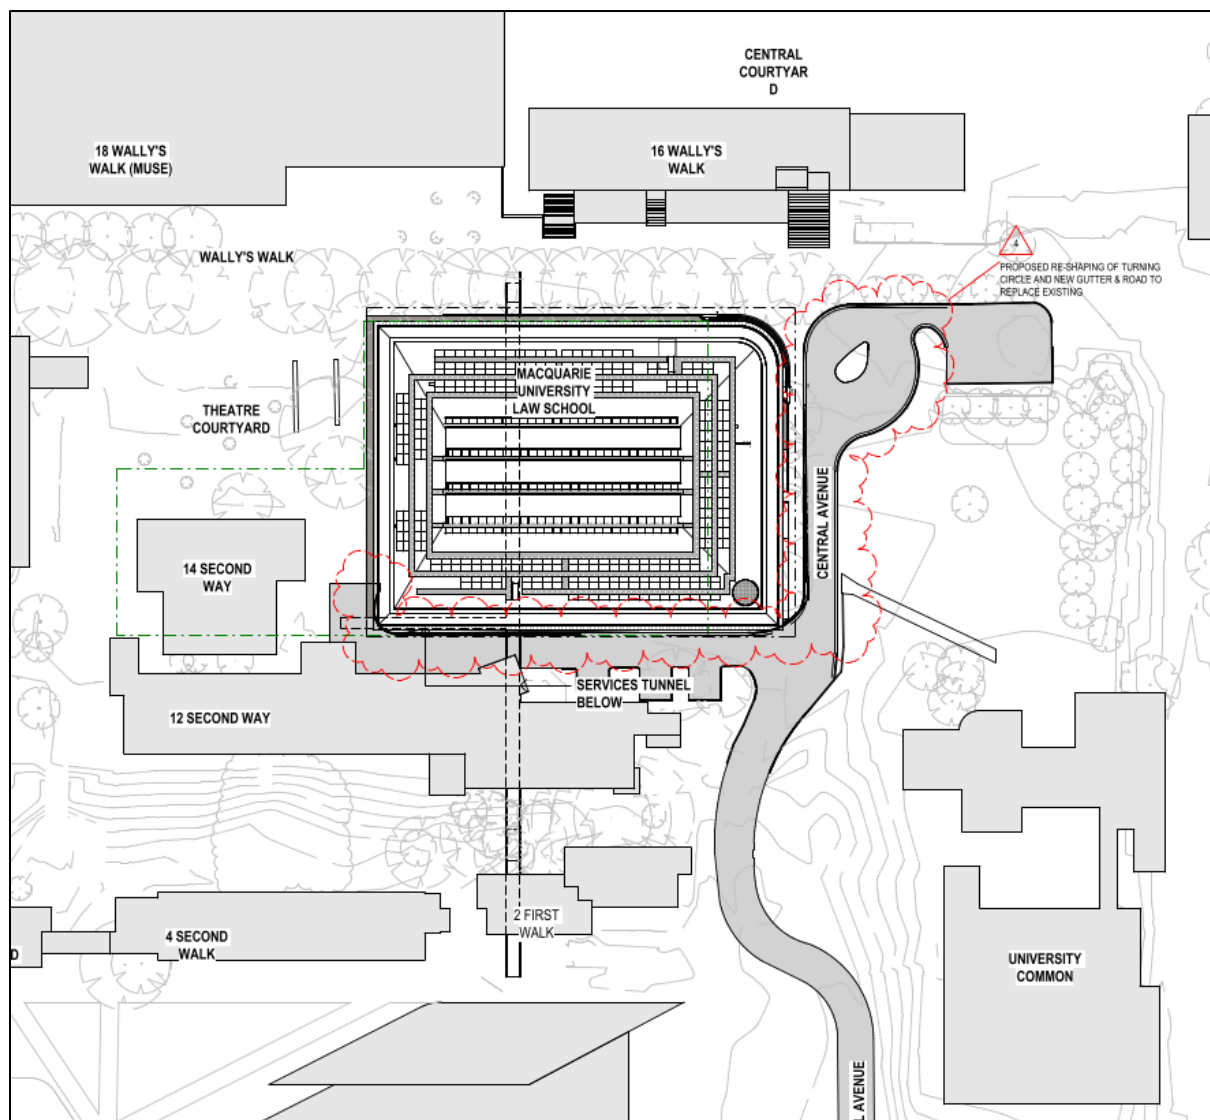 CENTRAL
COURTYAR
D
18 WALLY'S
WALK (MUSE)
16 WALLY'S
WALK
WALLY'S WALK
4
PROPOSED RE-SHAPING OF TURNING
CIRCLE AND NEW GUTTER & ROAD TO
REPLACE EXISTING
MACQUARIE
UNIVERSITY
LAW SCHOOL
THEATRE
COURTYARD
CENTRAL AVENUE
14 SECOND
WAY
SERVICES TUNNEL
BELOW
12 SECOND WAY
2 FIRST
WALK
4 SECOND
WALK
D
UNIVERSITY
COMMON
L AVENUE